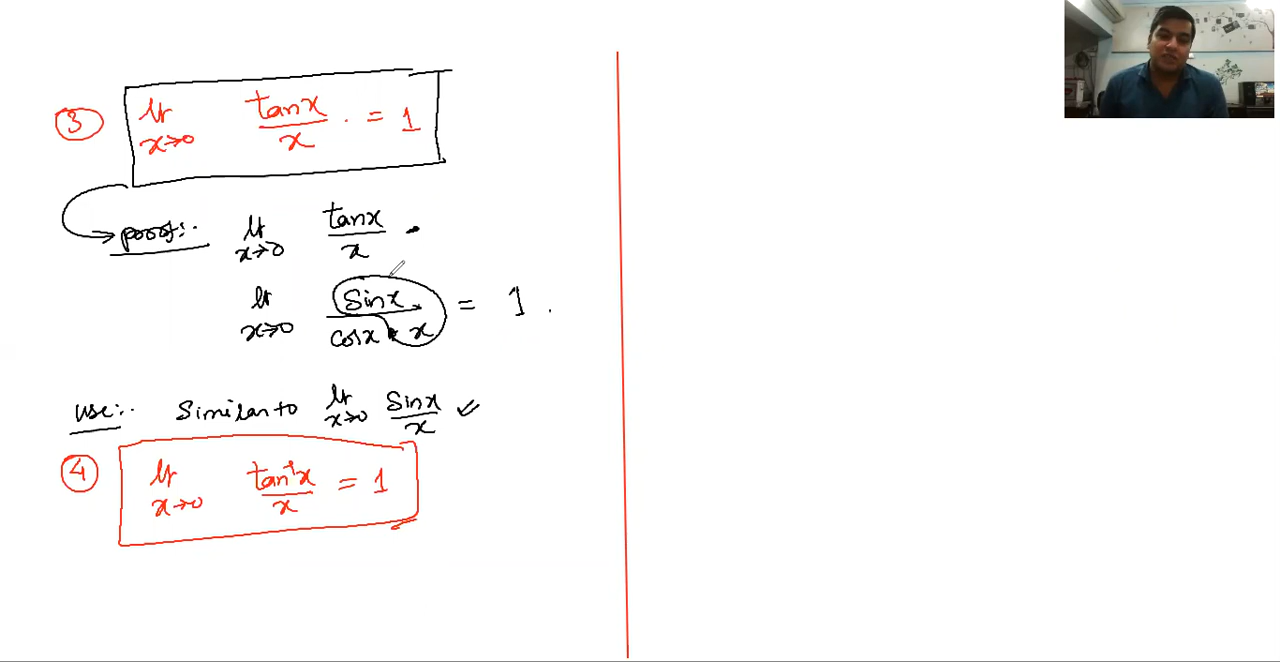 ③ lt x→0 tanx/x . = 1
proof:- lt x→0 tanx/x .
lt x→0 sinx/cosx • x = 1 .
use:- Similar to lt x→0 sinx/x ✓
④ lt x→0 tan⁻¹x/x = 1